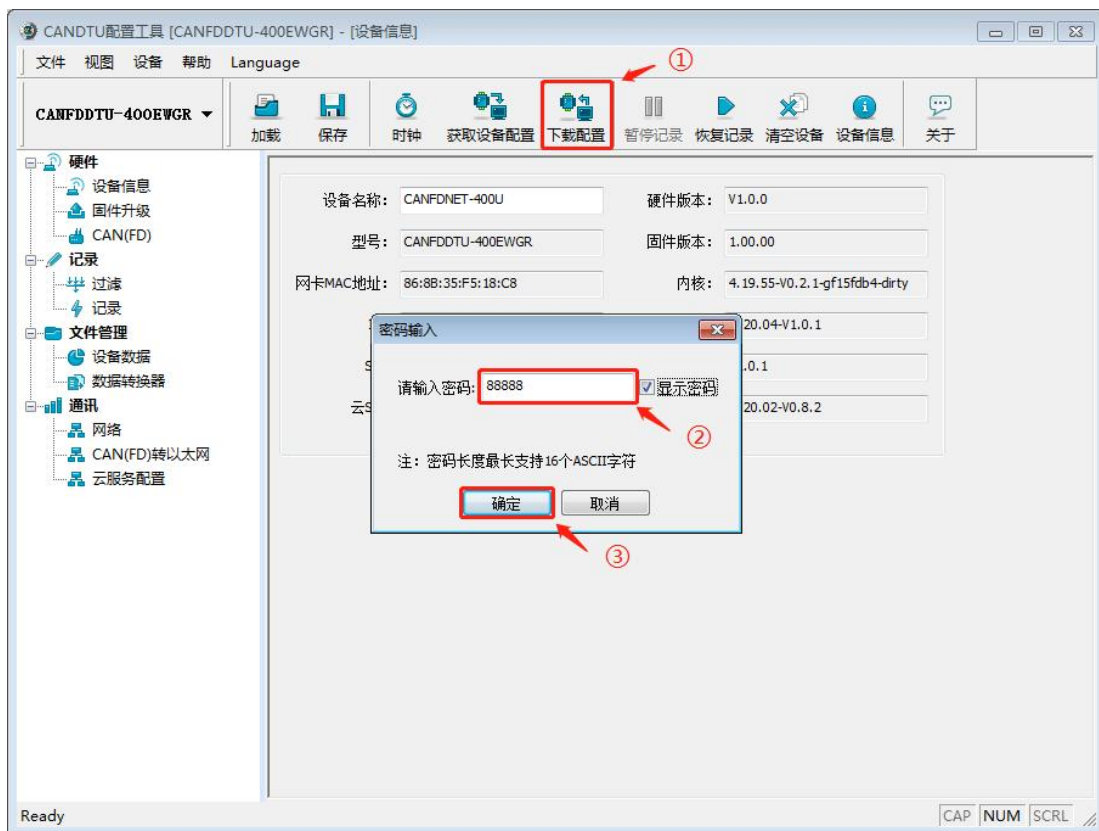 CANDTU配置工具 [CANFDDTU-400EWGR] - [设备信息]
文件 视图 设备 帮助 Language
①
CANFDDTU-400EWGR
加载 保存 时钟 获取设备配置 下载配置 暂停记录 恢复记录 清空设备 设备信息 关于
硬件
设备信息
固件升级
CAN(FD)
记录
过滤
记录
文件管理
设备数据
数据转换器
通讯
网络
CAN(FD)转以太网
云服务配置
设备名称: CANFDNET-400U 硬件版本: V1.0.0
型号: CANFDDTU-400EWGR 固件版本: 1.00.00
网卡MAC地址: 86:8B:35:F5:18:C8 内核: 4.19.55-V0.2.1-gf15fdb4-dirty
20.04-V1.0.1
S .0.1
云S 20.02-V0.8.2
密码输入
请输入密码: 88888 显示密码
②
注：密码长度最长支持16个ASCII字符
确定 取消
③
Ready CAP NUM SCRL